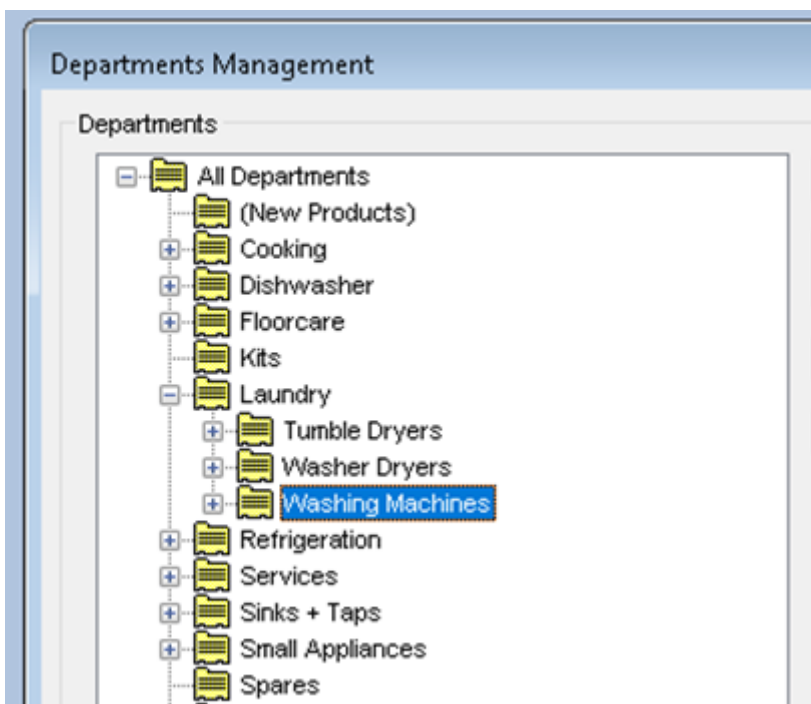 Departments Management
Departments
All Departments
(New Products)
Cooking
Dishwasher
Floorcare
Kits
Laundry
Tumble Dryers
Washer Dryers
Washing Machines
Refrigeration
Services
Sinks + Taps
Small Appliances
Spares